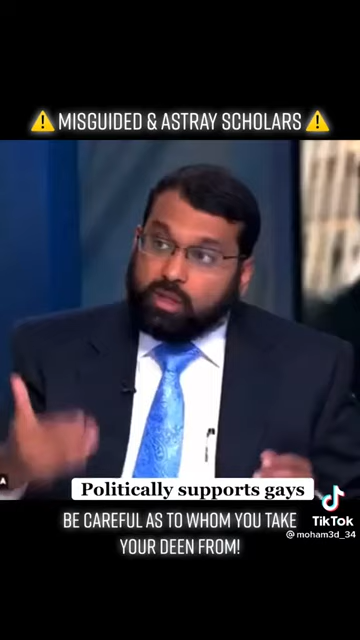 ⚠️ MISGUIDED & ASTRAY SCHOLARS ⚠️
A
Politically supports gays
BE CAREFUL AS TO WHOM YOU TAKE
YOUR DEEN FROM!
TikTok
@moham3d_34